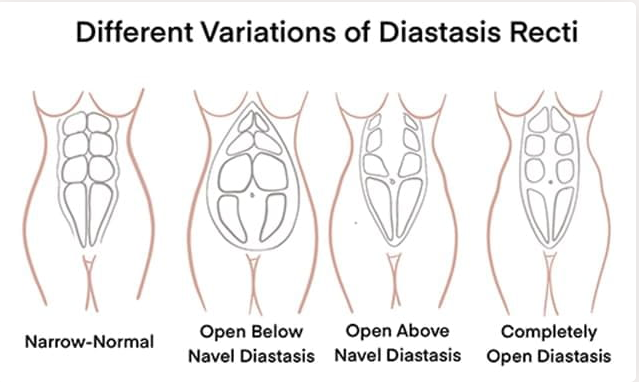 Different Variations of Diastasis Recti
Narrow-Normal
Open Below
Navel Diastasis
Open Above
Navel Diastasis
Completely
Open Diastasis